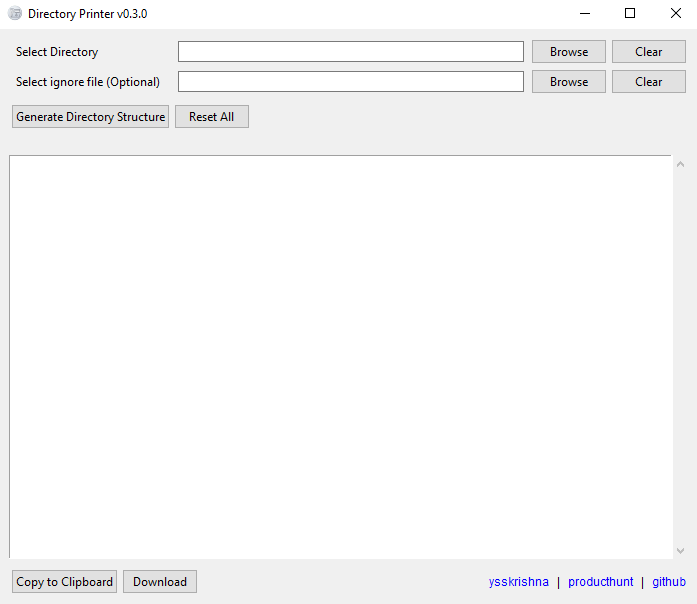 Directory Printer v0.3.0
Select Directory Browse Clear
Select ignore file (Optional) Browse Clear
Generate Directory Structure Reset All
Copy to Clipboard Download ysskrishna | producthunt | github